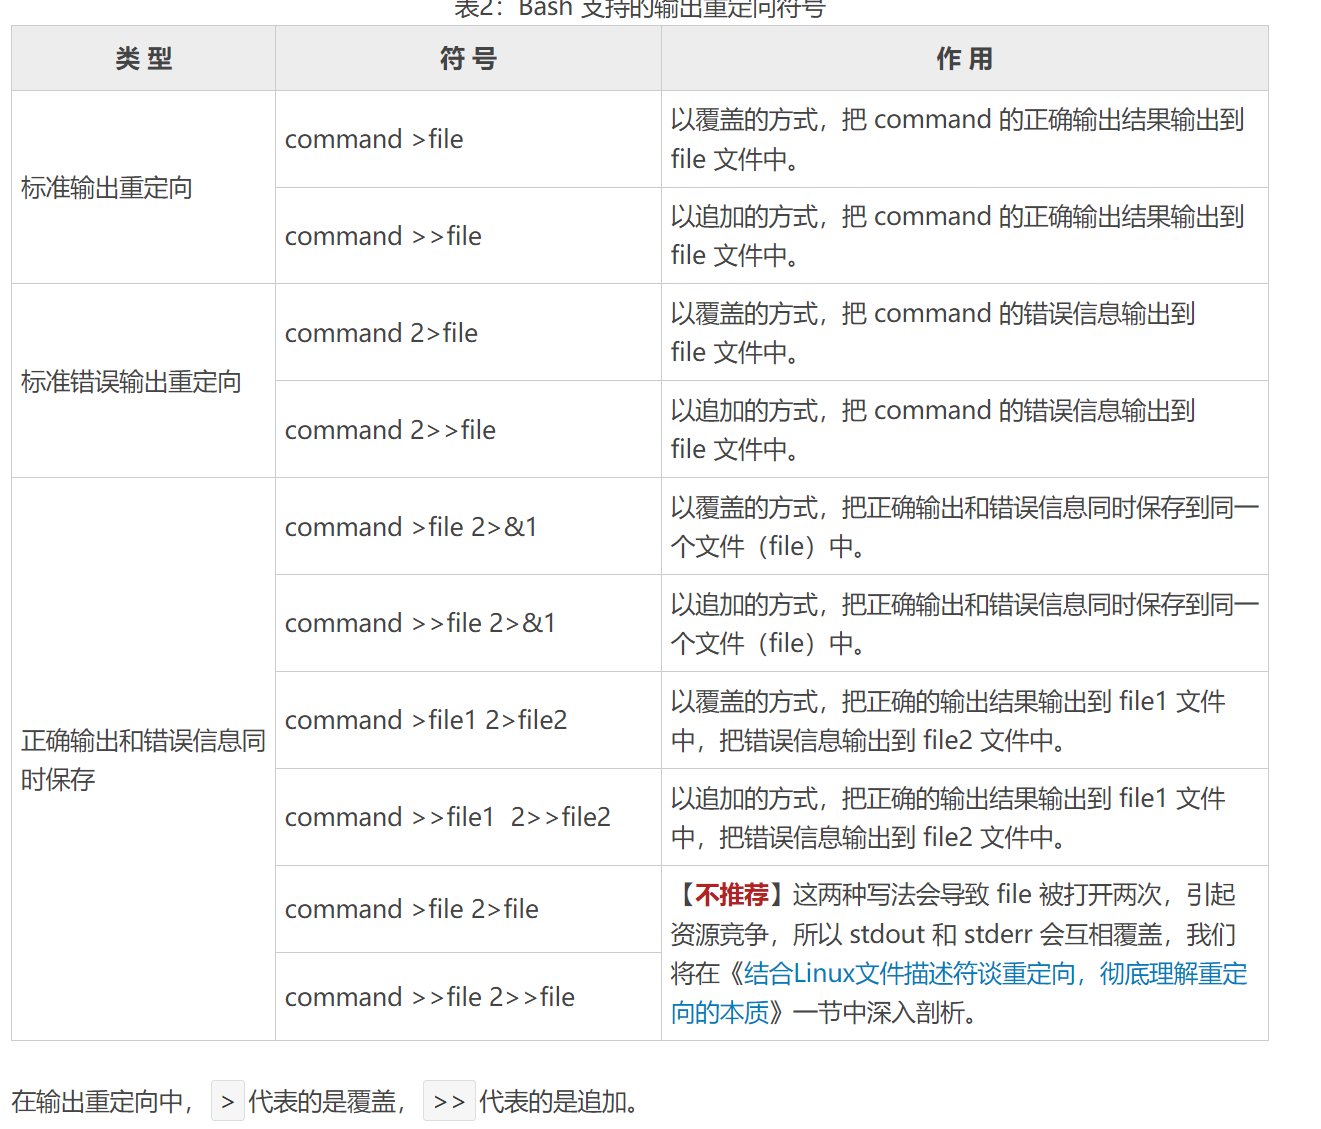 表2：Bash 支持的输出重定向符号
类 型
符 号
作 用
标准输出重定向
command >file
以覆盖的方式，把 command 的正确输出结果输出到
file 文件中。
command >>file
以追加的方式，把 command 的正确输出结果输出到
file 文件中。
标准错误输出重定向
command 2>file
以覆盖的方式，把 command 的错误信息输出到
file 文件中。
command 2>>file
以追加的方式，把 command 的错误信息输出到
file 文件中。
正确输出和错误信息同
时保存
command >file 2>&1
以覆盖的方式，把正确输出和错误信息同时保存到同一
个文件（file）中。
command >>file 2>&1
以追加的方式，把正确输出和错误信息同时保存到同一
个文件（file）中。
command >file1 2>file2
以覆盖的方式，把正确的输出结果输出到 file1 文件
中，把错误信息输出到 file2 文件中。
command >>file1  2>>file2
以追加的方式，把正确的输出结果输出到 file1 文件
中，把错误信息输出到 file2 文件中。
command >file 2>file
command >>file 2>>file
【不推荐】这两种写法会导致 file 被打开两次，引起
资源竞争，所以 stdout 和 stderr 会互相覆盖，我们
将在《结合Linux文件描述符谈重定向，彻底理解重定
向的本质》一节中深入剖析。
在输出重定向中，>代表的是覆盖，>>代表的是追加。